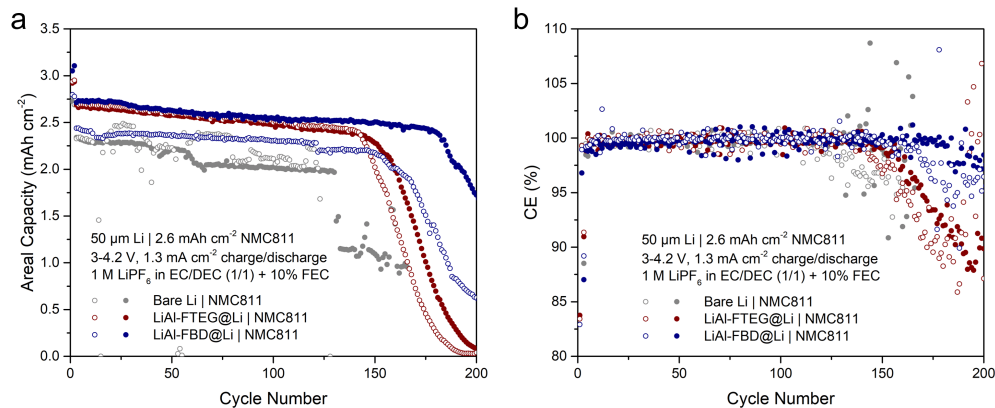 a
Areal Capacity (mAh cm⁻²)
3.5
3.0
2.5
2.0
1.5
1.0
0.5
0.0
50 µm Li | 2.6 mAh cm⁻² NMC811
3-4.2 V, 1.3 mA cm⁻² charge/discharge
1 M LiPF₆ in EC/DEC (1/1) + 10% FEC
Bare Li | NMC811
LiAl-FTEG@Li | NMC811
LiAl-FBD@Li | NMC811
0 50 100 150 200
Cycle Number
b
CE (%)
110
105
100
95
90
85
80
50 µm Li | 2.6 mAh cm⁻² NMC811
3-4.2 V, 1.3 mA cm⁻² charge/discharge
1 M LiPF₆ in EC/DEC (1/1) + 10% FEC
Bare Li | NMC811
LiAl-FTEG@Li | NMC811
LiAl-FBD@Li | NMC811
0 50 100 150 200
Cycle Number